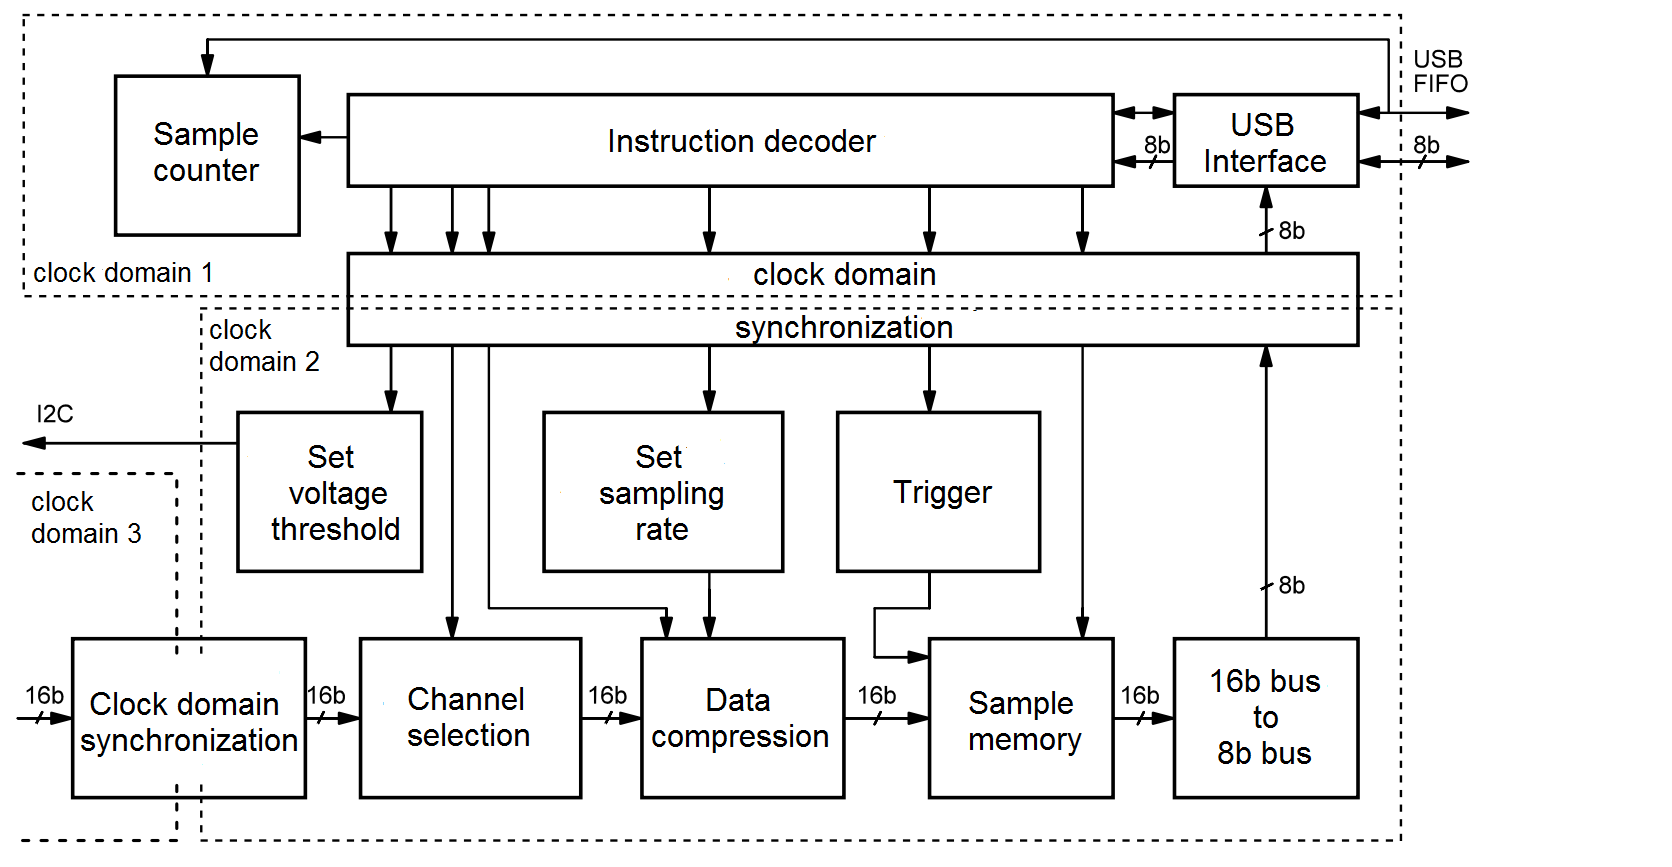 USB
FIFO
Sample
counter
Instruction decoder
USB
Interface
8b
8b
8b
clock domain 1
clock domain
synchronization
clock
domain 2
I2C
Set
voltage
threshold
Set
sampling
rate
Trigger
clock
domain 3
8b
16b
Clock domain
synchronization
16b
Channel
selection
16b
Data
compression
16b
Sample
memory
16b
16b bus
to
8b bus